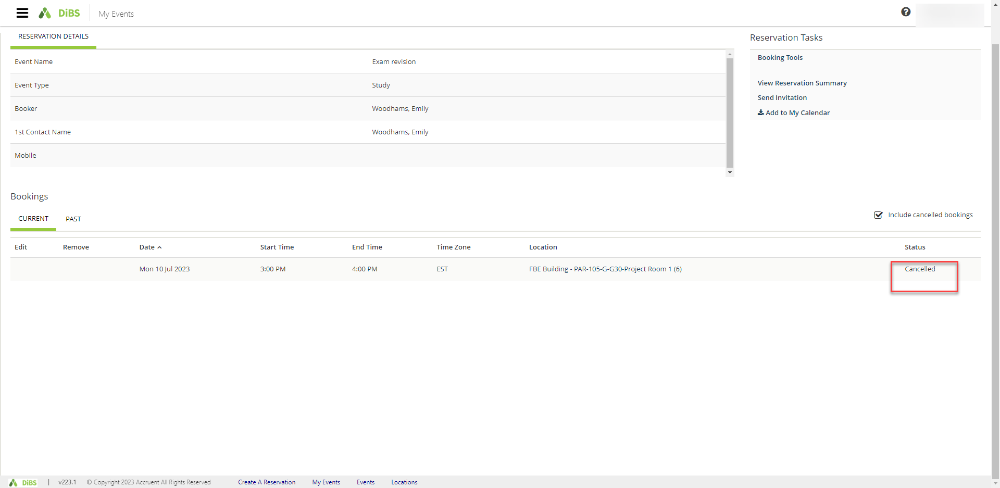 DiBS My Events
RESERVATION DETAILS
Event Name Exam revision
Event Type Study
Booker Woodhams, Emily
1st Contact Name Woodhams, Emily
Mobile
Reservation Tasks
Booking Tools
View Reservation Summary
Send Invitation
Add to My Calendar
Bookings
CURRENT PAST
Include cancelled bookings
Edit Remove Date Start Time End Time Time Zone Location Status
Mon 10 Jul 2023 3:00 PM 4:00 PM EST FBE Building - PAR-105-G-G30-Project Room 1 (6) Cancelled
DiBS | v223.1 © Copyright 2023 Accruent All Rights Reserved Create A Reservation My Events Events Locations